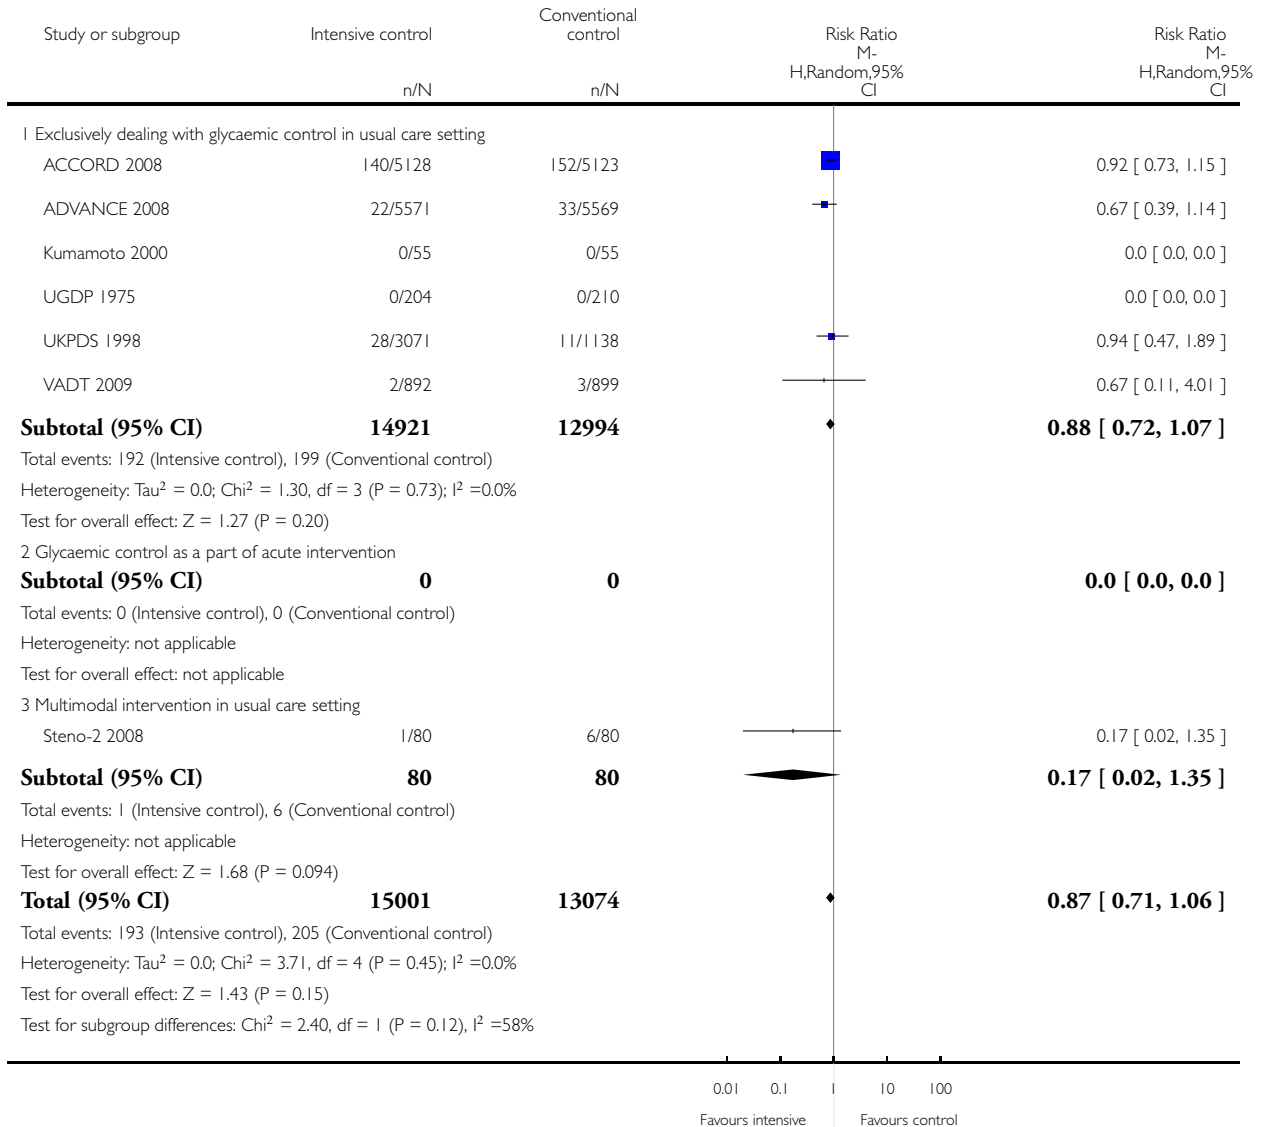 Conventional
Study or subgroup Intensive control control Risk Ratio Risk Ratio
M- M-
H,Random,95% H,Random,95%
n/N n/N CI CI
1 Exclusively dealing with glycaemic control in usual care setting
ACCORD 2008 140/5128 152/5123 0.92 [ 0.73, 1.15 ]
ADVANCE 2008 22/5571 33/5569 0.67 [ 0.39, 1.14 ]
Kumamoto 2000 0/55 0/55 0.0 [ 0.0, 0.0 ]
UGDP 1975 0/204 0/210 0.0 [ 0.0, 0.0 ]
UKPDS 1998 28/3071 11/1138 0.94 [ 0.47, 1.89 ]
VADT 2009 2/892 3/899 0.67 [ 0.11, 4.01 ]
Subtotal (95% CI) 14921 12994 0.88 [ 0.72, 1.07 ]
Total events: 192 (Intensive control), 199 (Conventional control)
Heterogeneity: Tau² = 0.0; Chi² = 1.30, df = 3 (P = 0.73); I² =0.0%
Test for overall effect: Z = 1.27 (P = 0.20)
2 Glycaemic control as a part of acute intervention
Subtotal (95% CI) 0 0 0.0 [ 0.0, 0.0 ]
Total events: 0 (Intensive control), 0 (Conventional control)
Heterogeneity: not applicable
Test for overall effect: not applicable
3 Multimodal intervention in usual care setting
Steno-2 2008 1/80 6/80 0.17 [ 0.02, 1.35 ]
Subtotal (95% CI) 80 80 0.17 [ 0.02, 1.35 ]
Total events: 1 (Intensive control), 6 (Conventional control)
Heterogeneity: not applicable
Test for overall effect: Z = 1.68 (P = 0.094)
Total (95% CI) 15001 13074 0.87 [ 0.71, 1.06 ]
Total events: 193 (Intensive control), 205 (Conventional control)
Heterogeneity: Tau² = 0.0; Chi² = 3.71, df = 4 (P = 0.45); I² =0.0%
Test for overall effect: Z = 1.43 (P = 0.15)
Test for subgroup differences: Chi² = 2.40, df = 1 (P = 0.12), I² =58%
0.01 0.1 1 10 100
Favours intensive Favours control